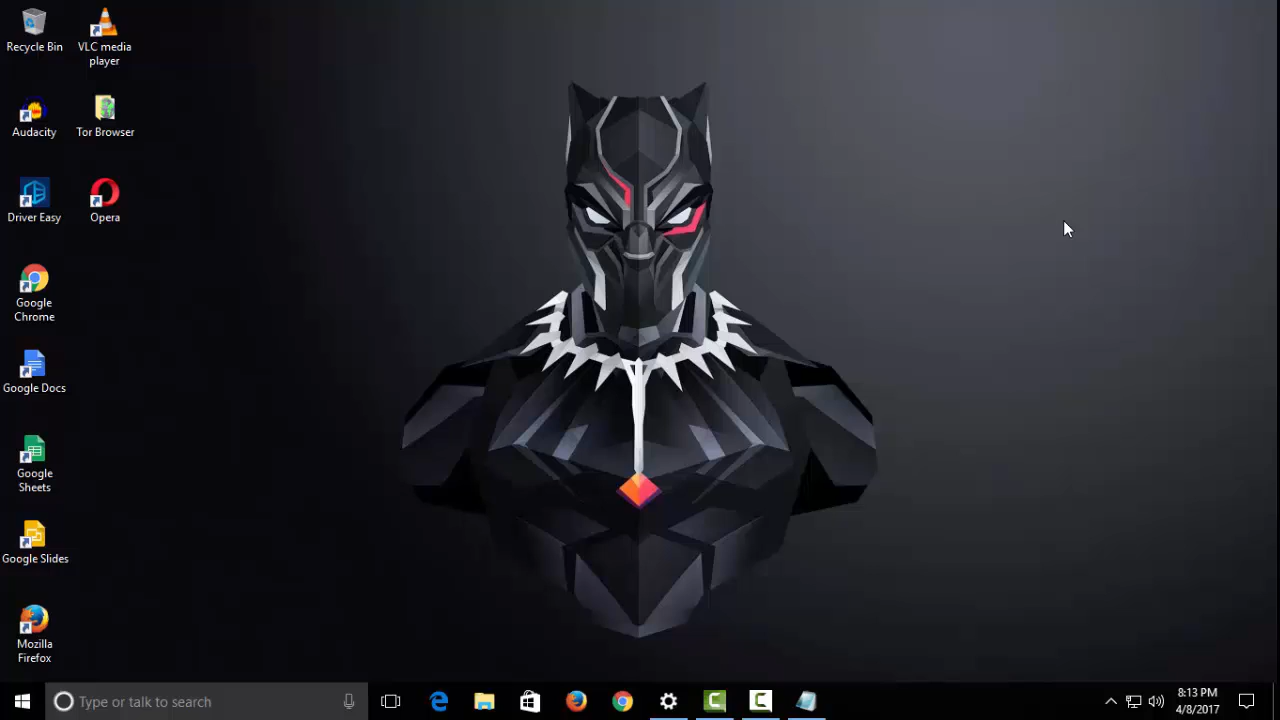 Recycle Bin
VLC media
player
Audacity
Tor Browser
Driver Easy
Opera
Google
Chrome
Google Docs
Google
Sheets
Google Slides
Mozilla
Firefox
Type or talk to search
8:13 PM
4/8/2017